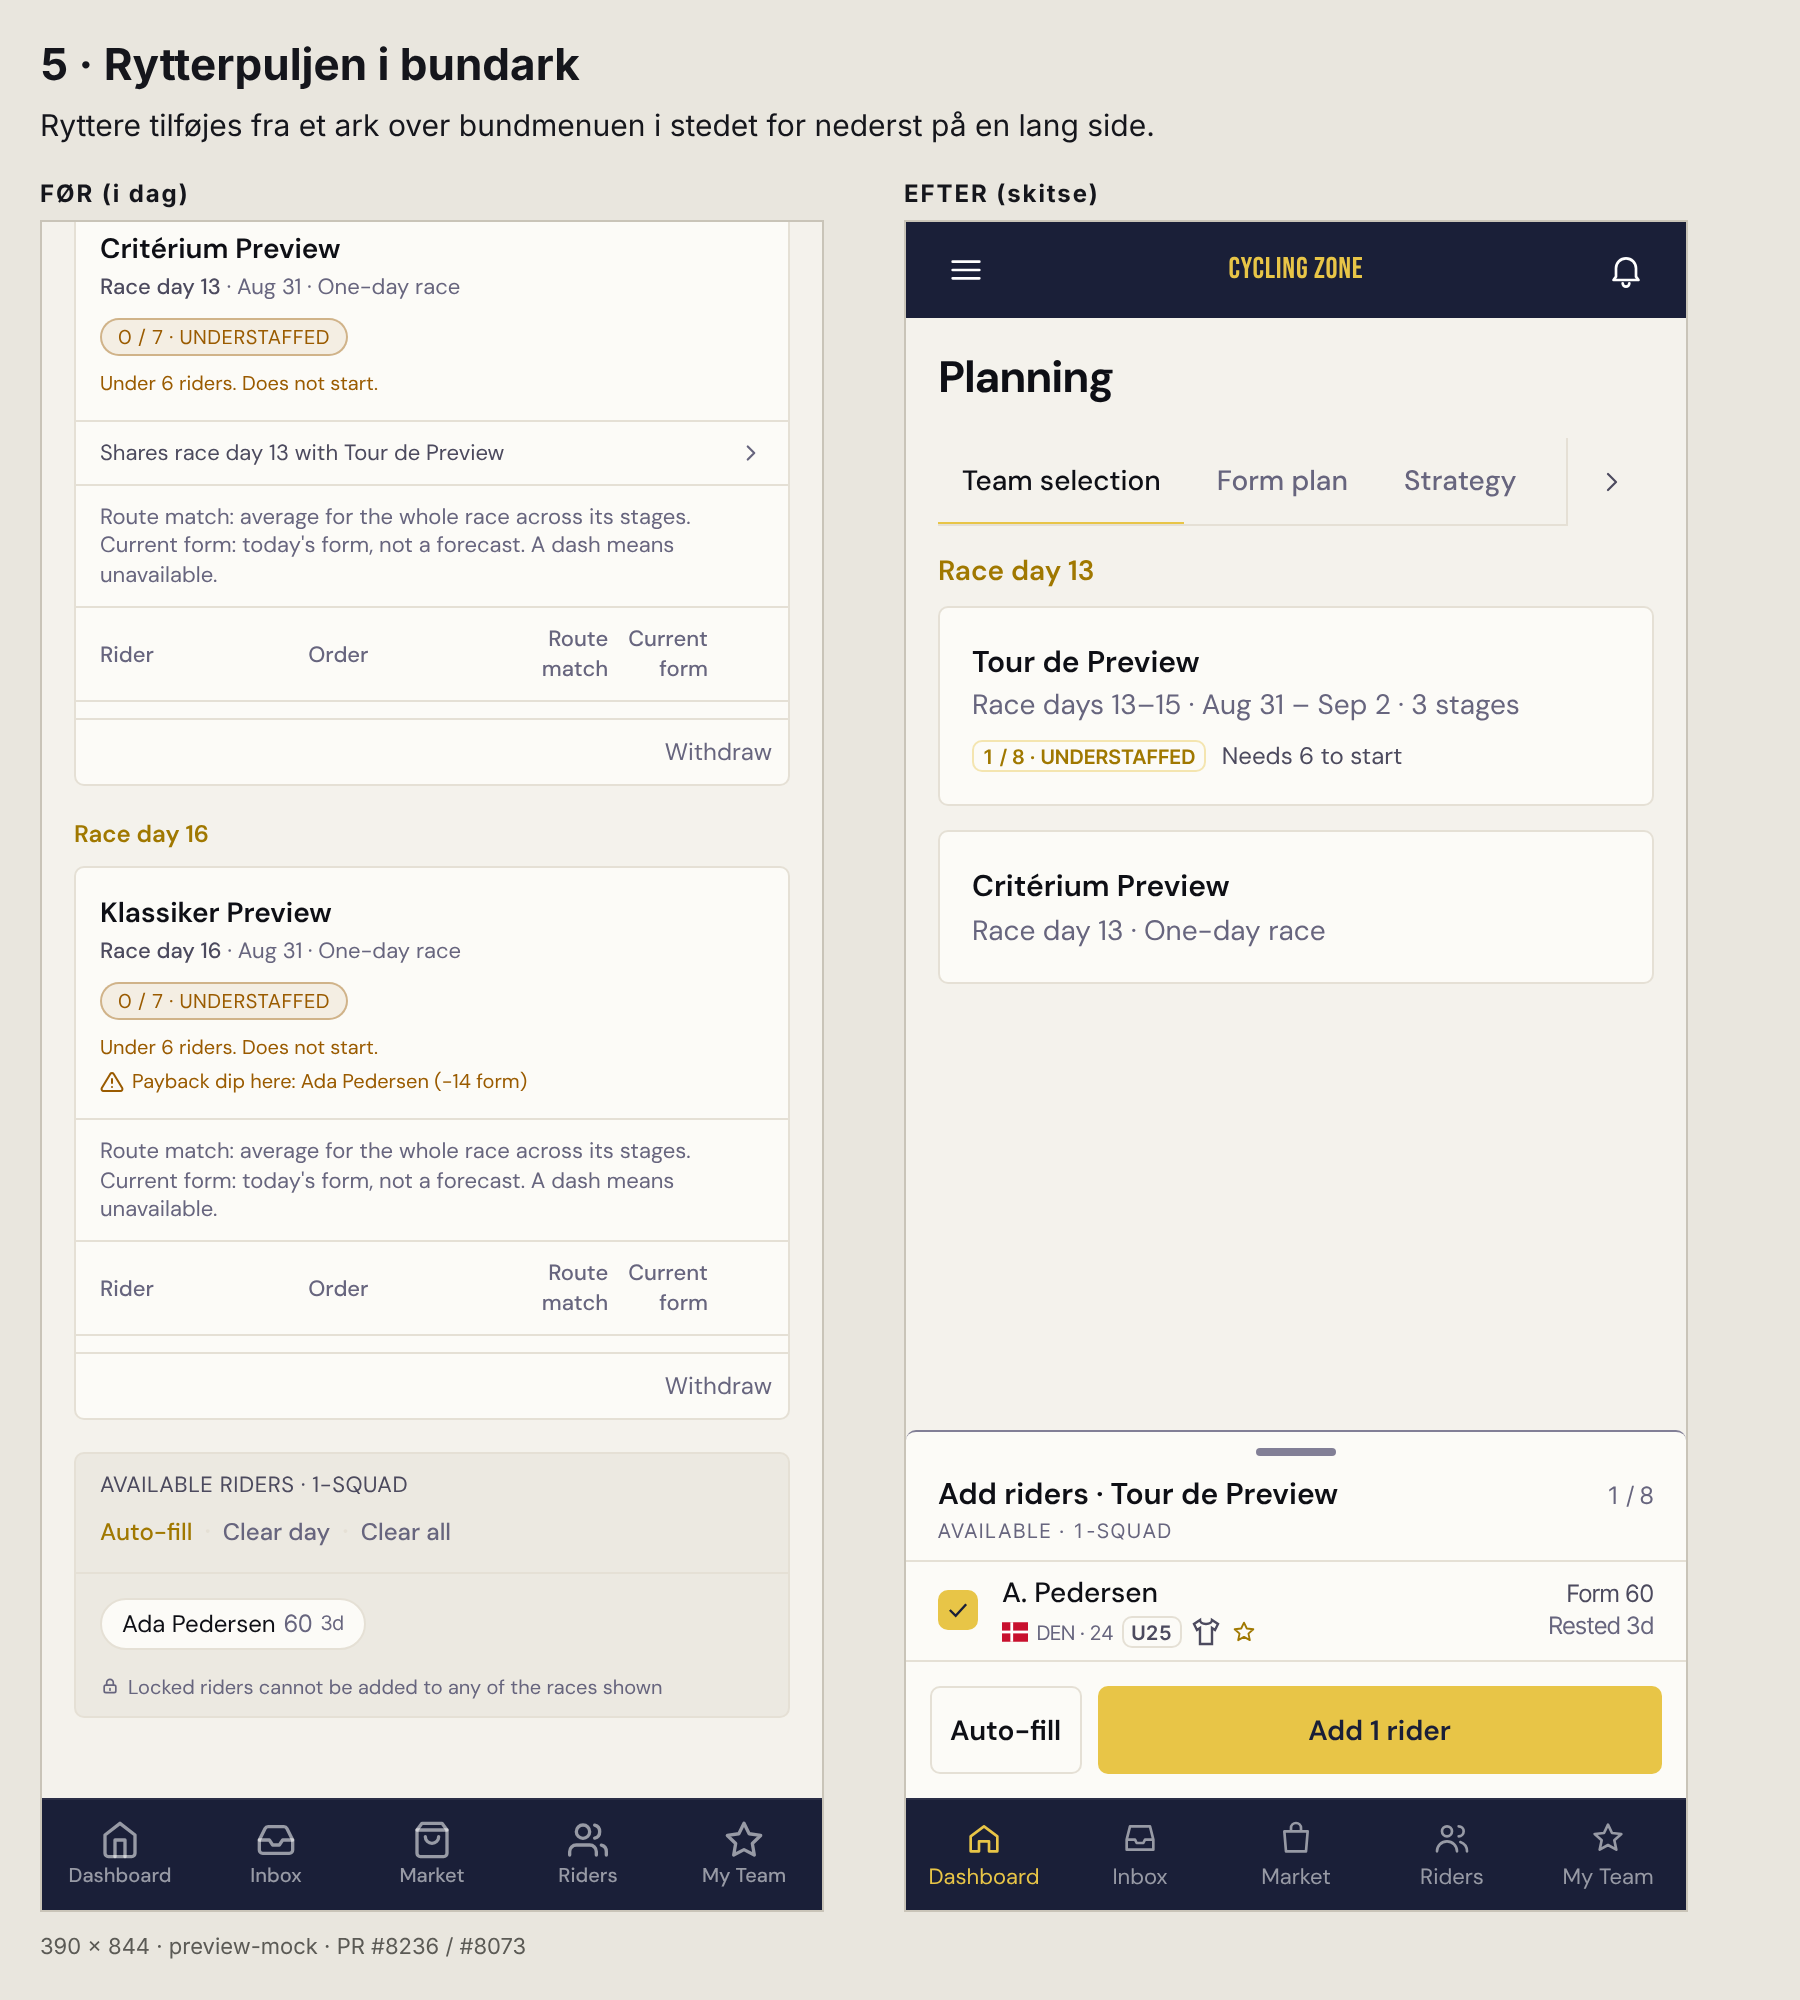 5 · Rytterpuljen i bundark
Ryttere tilføjes fra et ark over bundmenuen i stedet for nederst på en lang side.
FØR (i dag)
Critérium Preview
Race day 13 · Aug 31 · One-day race
0 / 7 · UNDERSTAFFED
Under 6 riders. Does not start.
Shares race day 13 with Tour de Preview
Route match: average for the whole race across its stages.
Current form: today's form, not a forecast. A dash means
unavailable.
Rider Order Route match Current form
Withdraw
Race day 16
Klassiker Preview
Race day 16 · Aug 31 · One-day race
0 / 7 · UNDERSTAFFED
Under 6 riders. Does not start.
Payback dip here: Ada Pedersen (-14 form)
Route match: average for the whole race across its stages.
Current form: today's form, not a forecast. A dash means
unavailable.
Rider Order Route match Current form
Withdraw
AVAILABLE RIDERS · 1-SQUAD
Auto-fill · Clear day · Clear all
Ada Pedersen 60 3d
Locked riders cannot be added to any of the races shown
Dashboard Inbox Market Riders My Team
EFTER (skitse)
CYCLING ZONE
Planning
Team selection Form plan Strategy
Race day 13
Tour de Preview
Race days 13–15 · Aug 31 – Sep 2 · 3 stages
1 / 8 · UNDERSTAFFED Needs 6 to start
Critérium Preview
Race day 13 · One-day race
Add riders · Tour de Preview 1 / 8
AVAILABLE · 1-SQUAD
A. Pedersen Form 60
DEN · 24 U25 Rested 3d
Auto-fill Add 1 rider
Dashboard Inbox Market Riders My Team
390 × 844 · preview-mock · PR #8236 / #8073